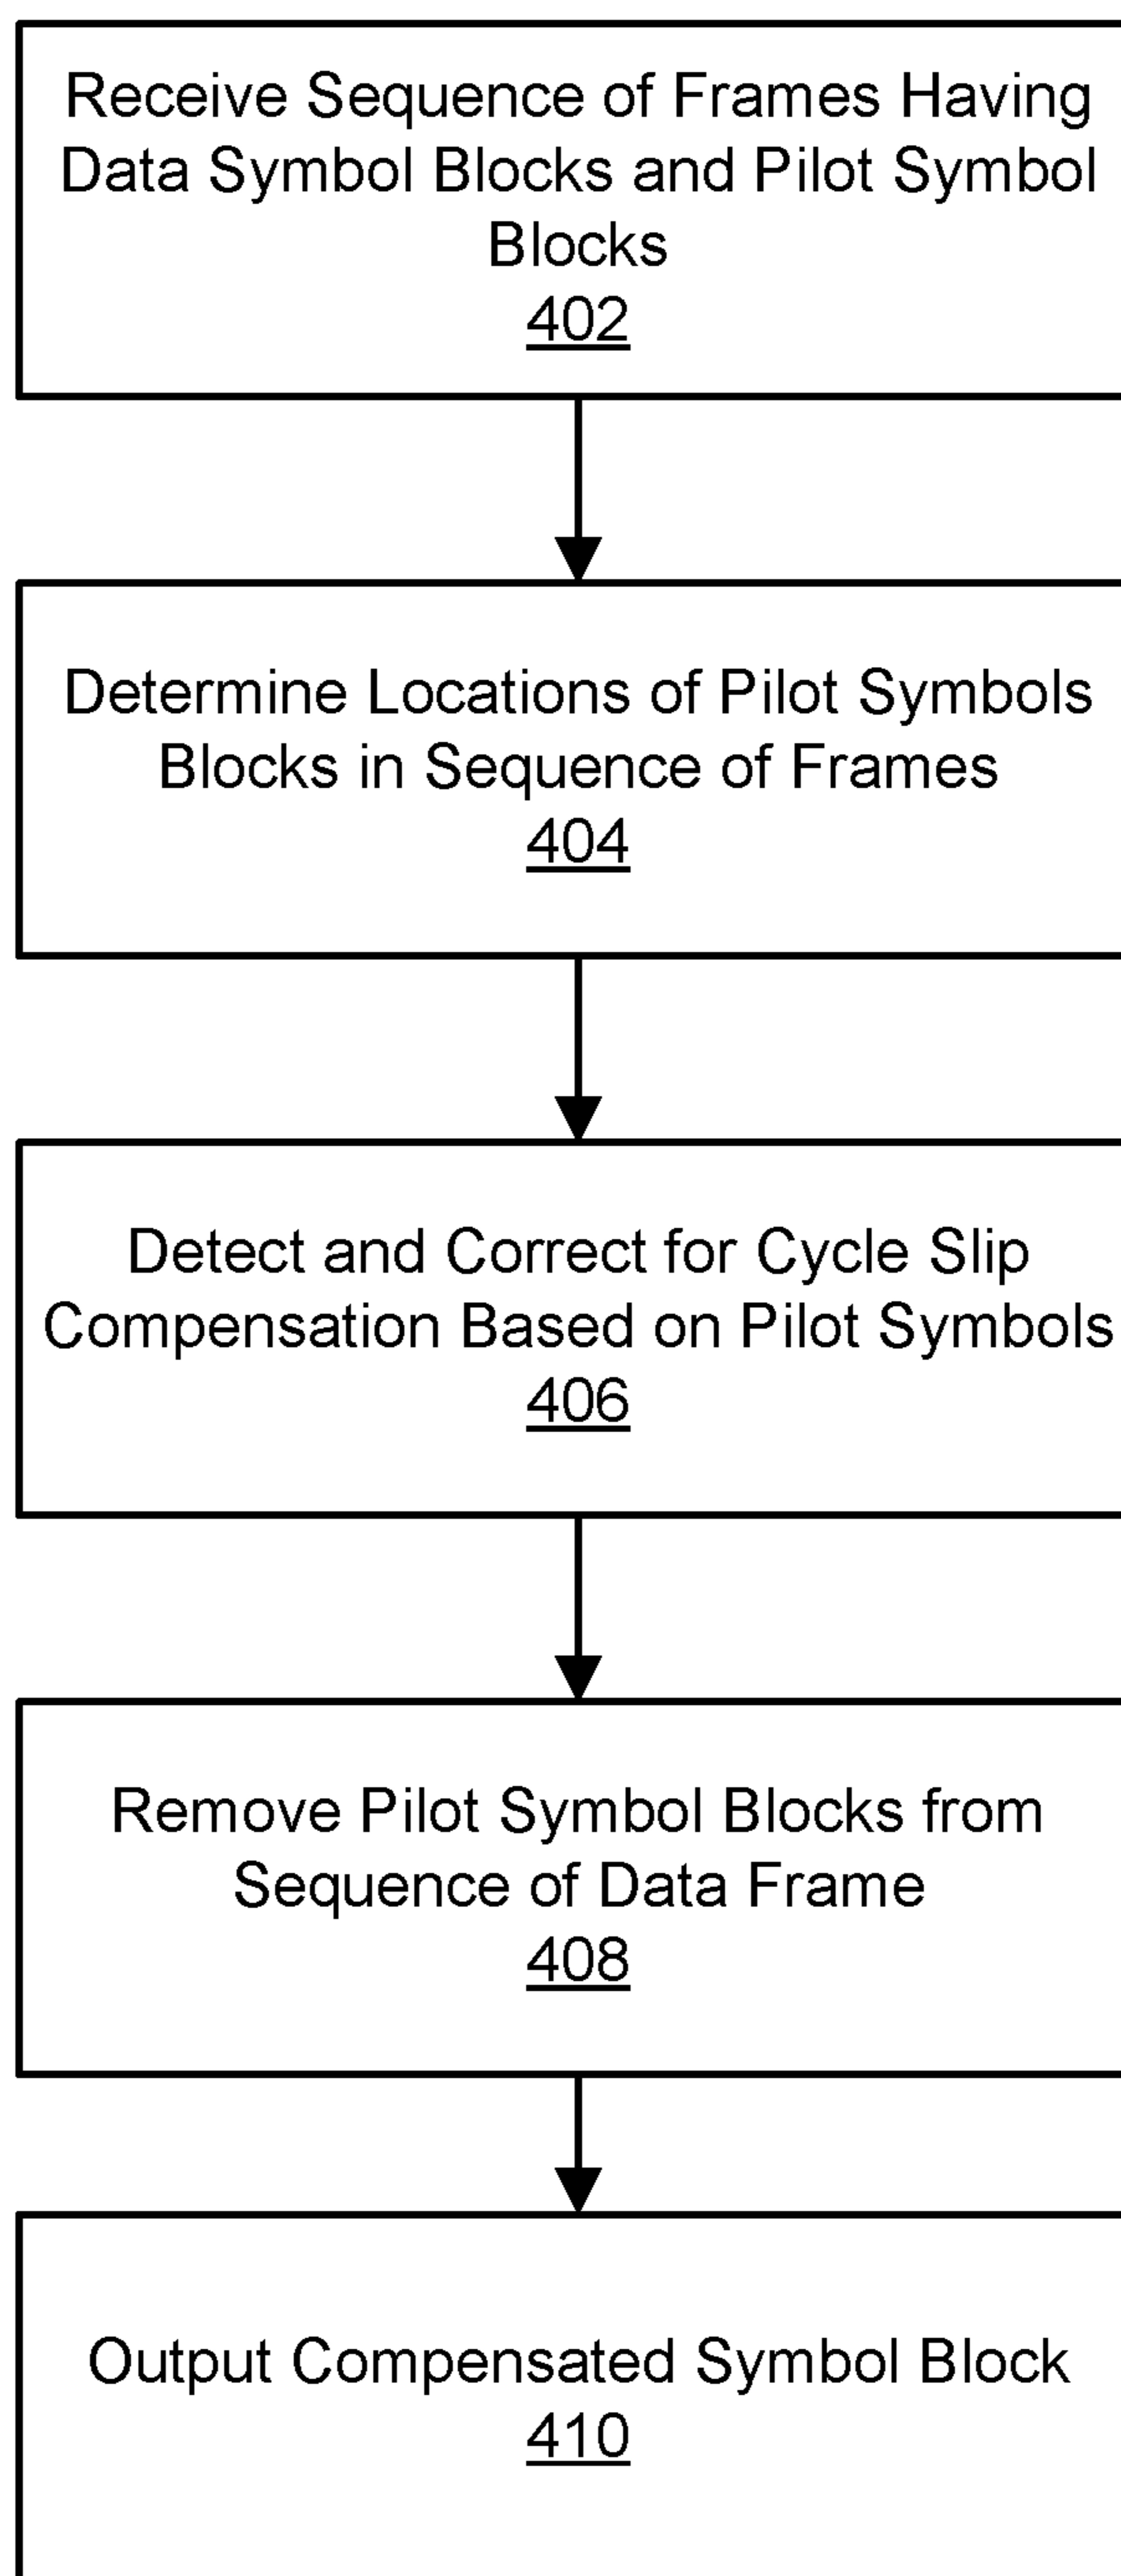 Receive Sequence of Frames Having
Data Symbol Blocks and Pilot Symbol
Blocks
402
Determine Locations of Pilot Symbols
Blocks in Sequence of Frames
404
Detect and Correct for Cycle Slip
Compensation Based on Pilot Symbols
406
Remove Pilot Symbol Blocks from
Sequence of Data Frame
408
Output Compensated Symbol Block
410